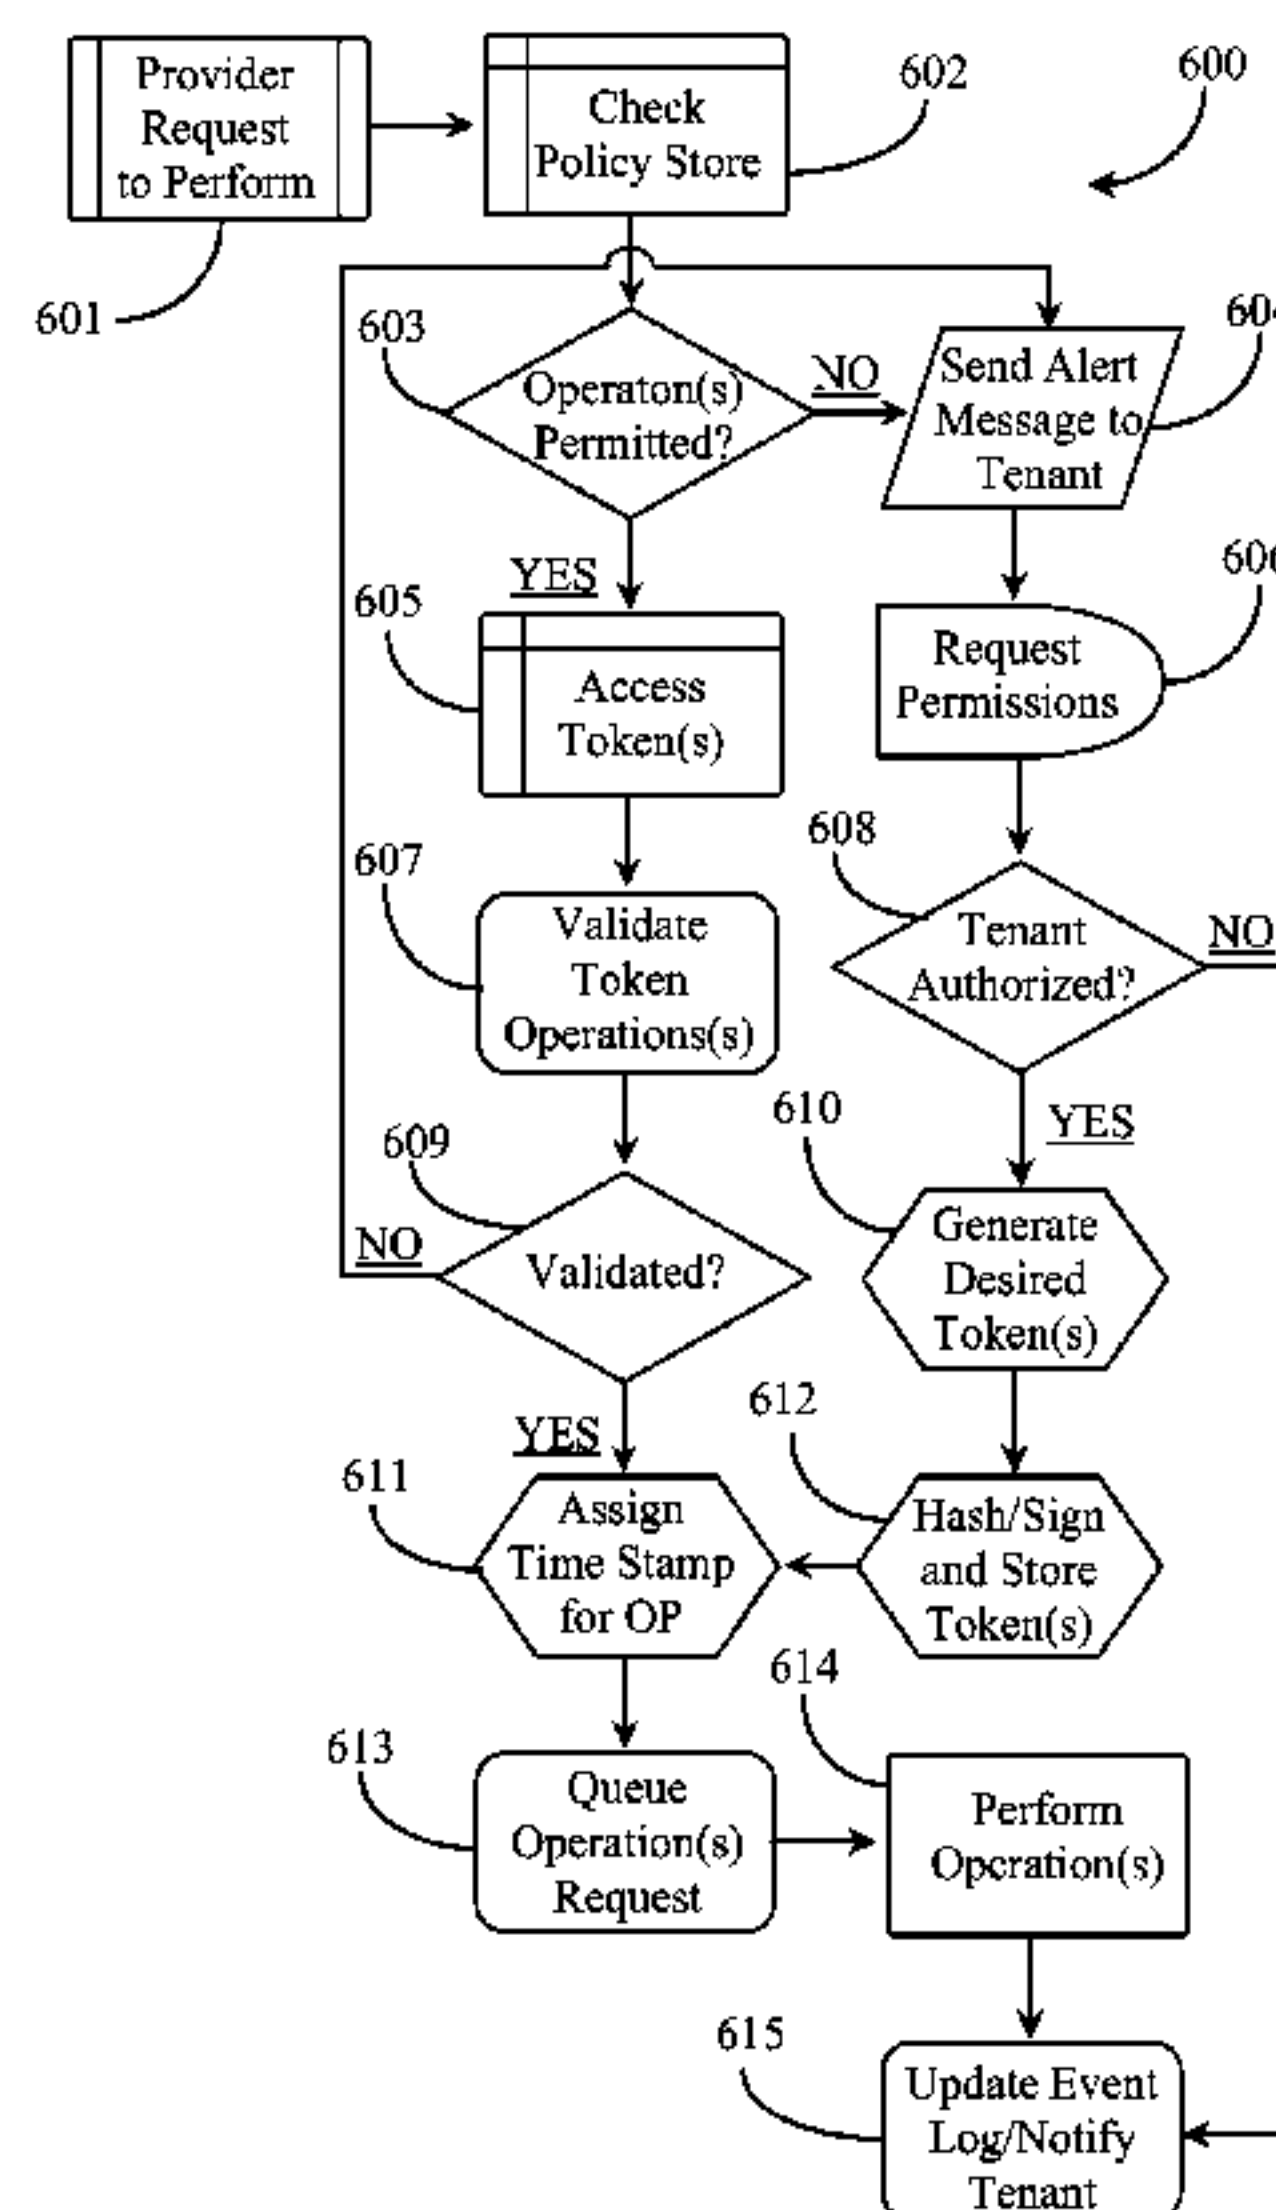 Provider
Request
to Perform
Check
Policy Store
602
600
601
603
Operaton(s)
Permitted?
NO
Send Alert
Message to
Tenant
604
YES
605
Access
Token(s)
Request
Permissions
606
607
Validate
Token
Operations(s)
608
Tenant
Authorized?
NO
609
NO
Validated?
YES
610
Generate
Desired
Token(s)
YES
611
Assign
Time Stamp
for OP
612
Hash/Sign
and Store
Token(s)
613
Queue
Operation(s)
Request
614
Perform
Operation(s)
615
Update Event
Log/Notify
Tenant